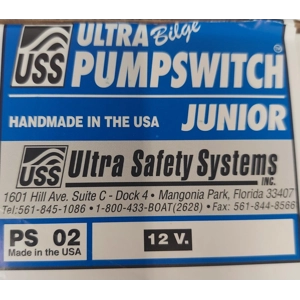 USS
ULTRA Bilge
PUMPSWITCH
HANDMADE IN THE USA JUNIOR
USS
Ultra Safety Systems
INC.
1601 Hill Ave. Suite C - Dock 4 • Mangonia Park, Florida 33407
Tel:561-845-1086 • 1-800-433-BOAT(2628) • Fax: 561-844-8566
PS 02 12 V.
Made in the USA